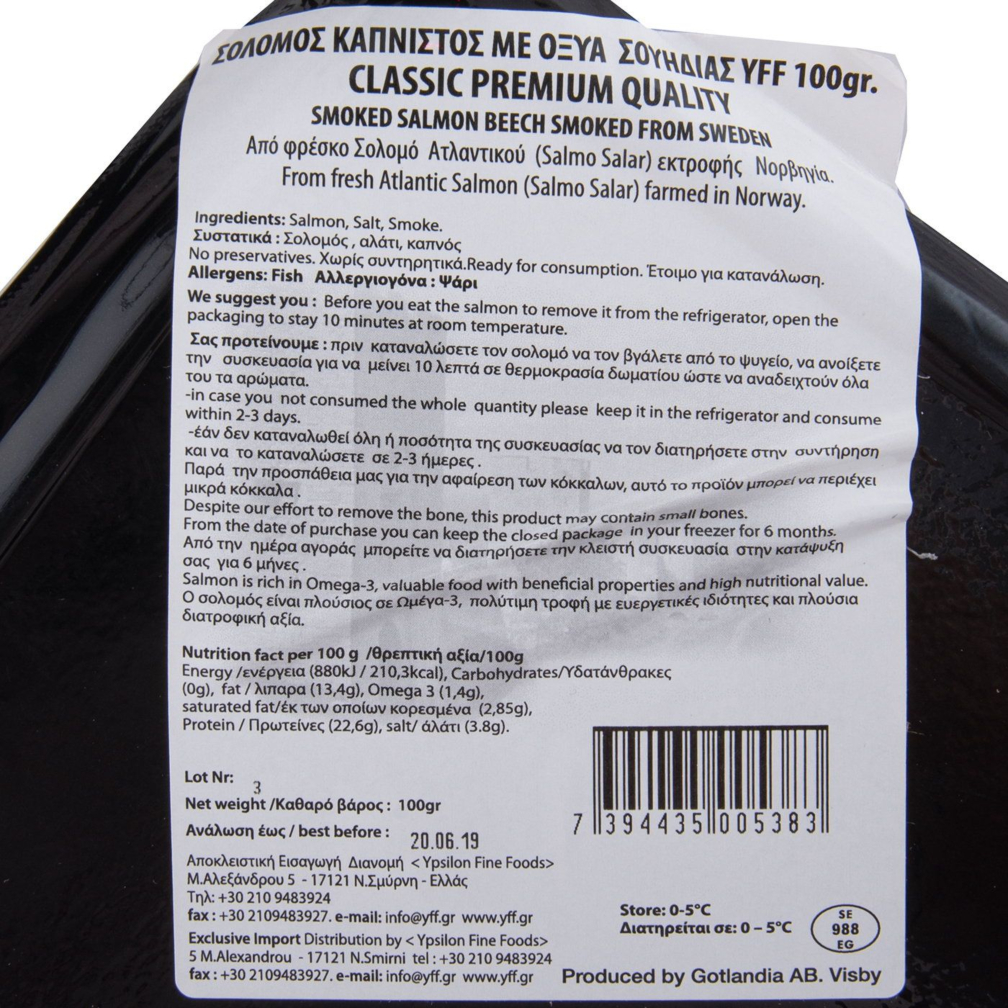 ΣΟΛΟΜΟΣ ΚΑΠΝΙΣΤΟΣ ΜΕ ΟΞΥΑ ΣΟΥΗΔΙΑΣ YFF 100gr.
CLASSIC PREMIUM QUALITY
SMOKED SALMON BEECH SMOKED FROM SWEDEN
Από φρέσκο Σολομό Ατλαντικού (Salmo Salar) εκτροφής Νορβηγία.
From fresh Atlantic Salmon (Salmo Salar) farmed in Norway.
Ingredients: Salmon, Salt, Smoke.
Συστατικά : Σολομός , αλάτι, καπνός
No preservatives. Χωρίς συντηρητικά.Ready for consumption. Έτοιμο για κατανάλωση.
Allergens: Fish Αλλεργιογόνα : Ψάρι
We suggest you : Before you eat the salmon to remove it from the refrigerator, open the
packaging to stay 10 minutes at room temperature.
Σας προτείνουμε : πριν καταναλώσετε τον σολομό να τον βγάλετε από το ψυγείο, να ανοίξετε
την συσκευασία για να μείνει 10 λεπτά σε θερμοκρασία δωματίου ώστε να αναδειχτούν όλα
του τα αρώματα.
-in case you not consumed the whole quantity please keep it in the refrigerator and consume
within 2-3 days.
-έάν δεν καταναλωθεί όλη ή ποσότητα της συσκευασίας να τον διατηρήσετε στην συντήρηση
και να το καταναλώσετε σε 2-3 ήμερες .
Παρά την προσπάθεια μας για την αφαίρεση των κόκκαλων, αυτό το προϊόν μπορεί να περιέχει
μικρά κόκκαλα .
Despite our effort to remove the bone, this product may contain small bones.
From the date of purchase you can keep the closed package in your freezer for 6 months.
Από την ημέρα αγοράς μπορείτε να διατηρήσετε την κλειστή συσκευασία στην κατάψυξη
σας για 6 μήνες .
Salmon is rich in Omega-3, valuable food with beneficial properties and high nutritional value.
Ο σολομός είναι πλούσιος σε Ωμέγα-3, πολύτιμη τροφή με ευεργετικές ιδιότητες και πλούσια
διατροφική αξία.
Nutrition fact per 100 g /θρεπτική αξία/100g
Energy /ενέργεια (880kJ / 210,3kcal), Carbohydrates/Υδατάνθρακες
(0g), fat / λιπαρα (13,4g), Omega 3 (1,4g),
saturated fat/έκ των οποίων κορεσμένα (2,85g),
Protein / Πρωτείνες (22,6g), salt/ άλάτι (3.8g).
Lot Nr: 3
Net weight /Καθαρό βάρος : 100gr
Ανάλωση έως / best before : 20.06.19
7 394435 005383
Αποκλειστική Εισαγωγή Διανομή < Ypsilon Fine Foods>
Μ.Αλεξάνδρου 5 - 17121 Ν.Σμύρνη - Ελλάς
Τηλ: +30 210 9483924
fax : +30 2109483927. e-mail: info@yff.gr www.yff.gr
Exclusive Import Distribution by < Ypsilon Fine Foods>
5 M.Alexandrou - 17121 N.Smirni tel : +30 210 9483924
fax : +30 2109483927. e-mail: info@yff.gr www.yff.gr
Store: 0-5°C
Διατηρείται σε: 0 – 5°C
SE
988
EG
Produced by Gotlandia AB. Visby